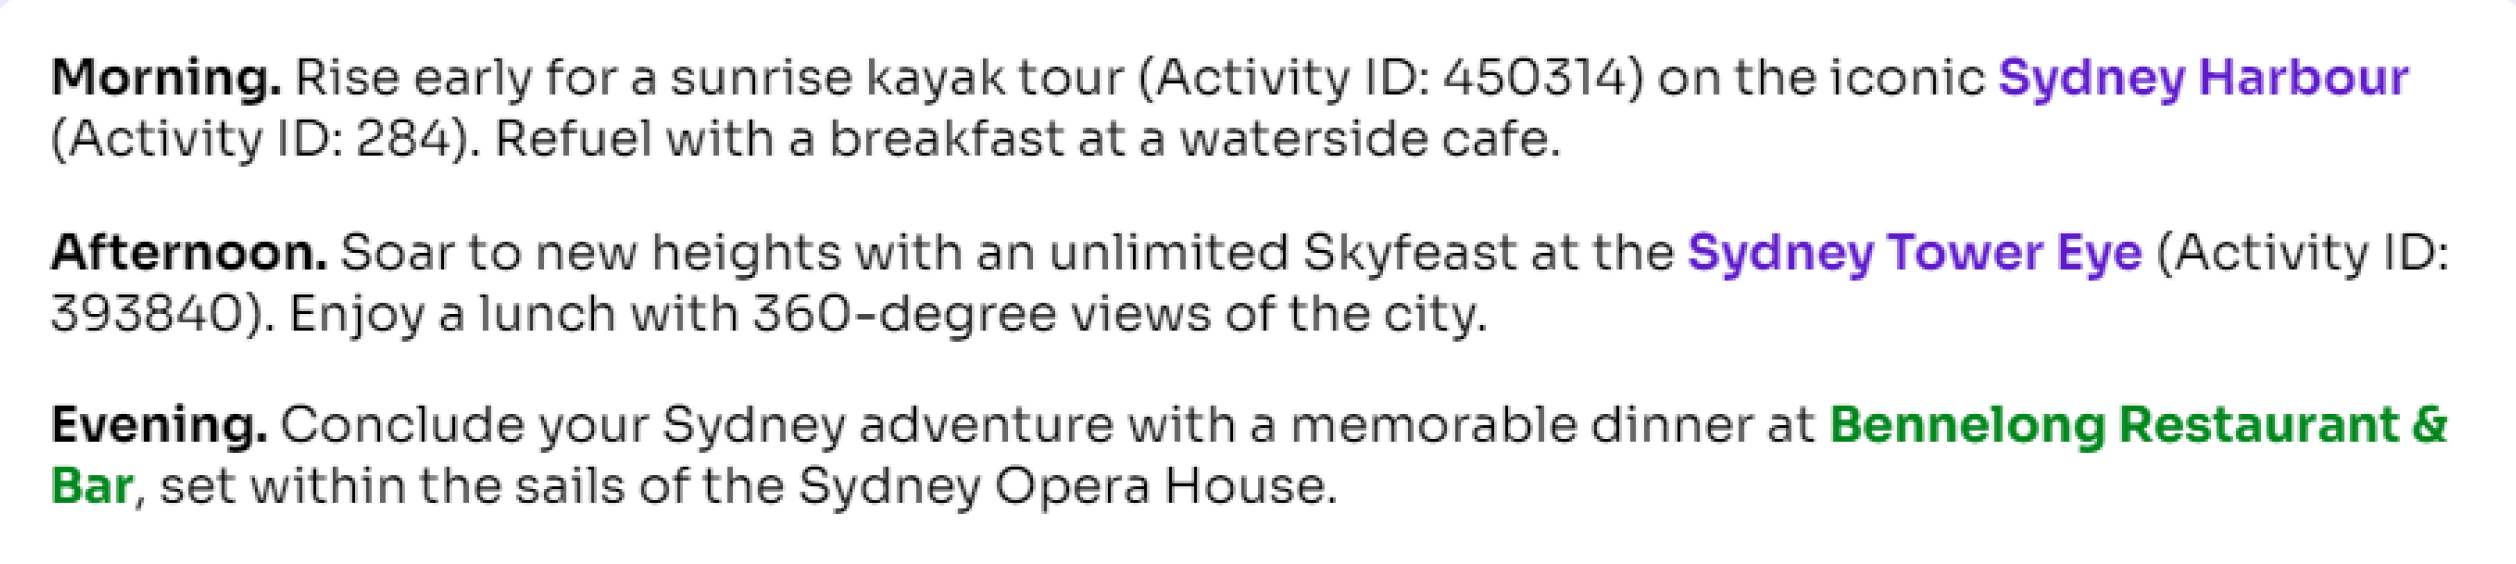 Morning. Rise early for a sunrise kayak tour (Activity ID: 450314) on the iconic Sydney Harbour
(Activity ID: 284). Refuel with a breakfast at a waterside cafe.
Afternoon. Soar to new heights with an unlimited Skyfeast at the Sydney Tower Eye (Activity ID:
393840). Enjoy a lunch with 360-degree views of the city.
Evening. Conclude your Sydney adventure with a memorable dinner at Bennelong Restaurant &
Bar, set within the sails of the Sydney Opera House.